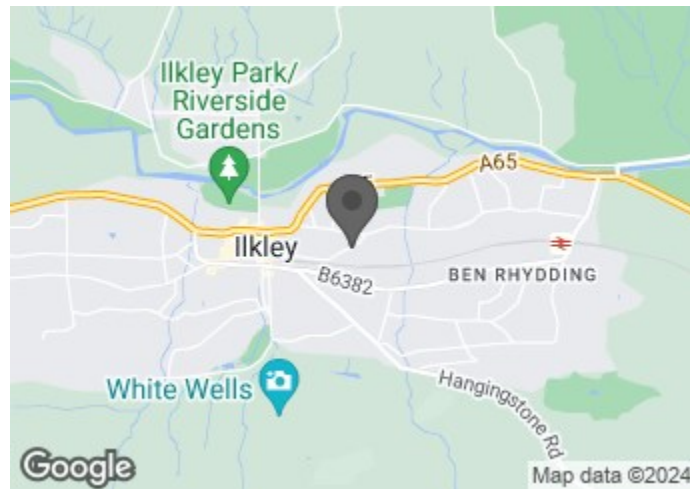 Ilkley Park/
Riverside
Gardens
A65
Ilkley
B6382
BEN RHYDDING
White Wells
Hangingstone Rd
Google
Map data ©2024